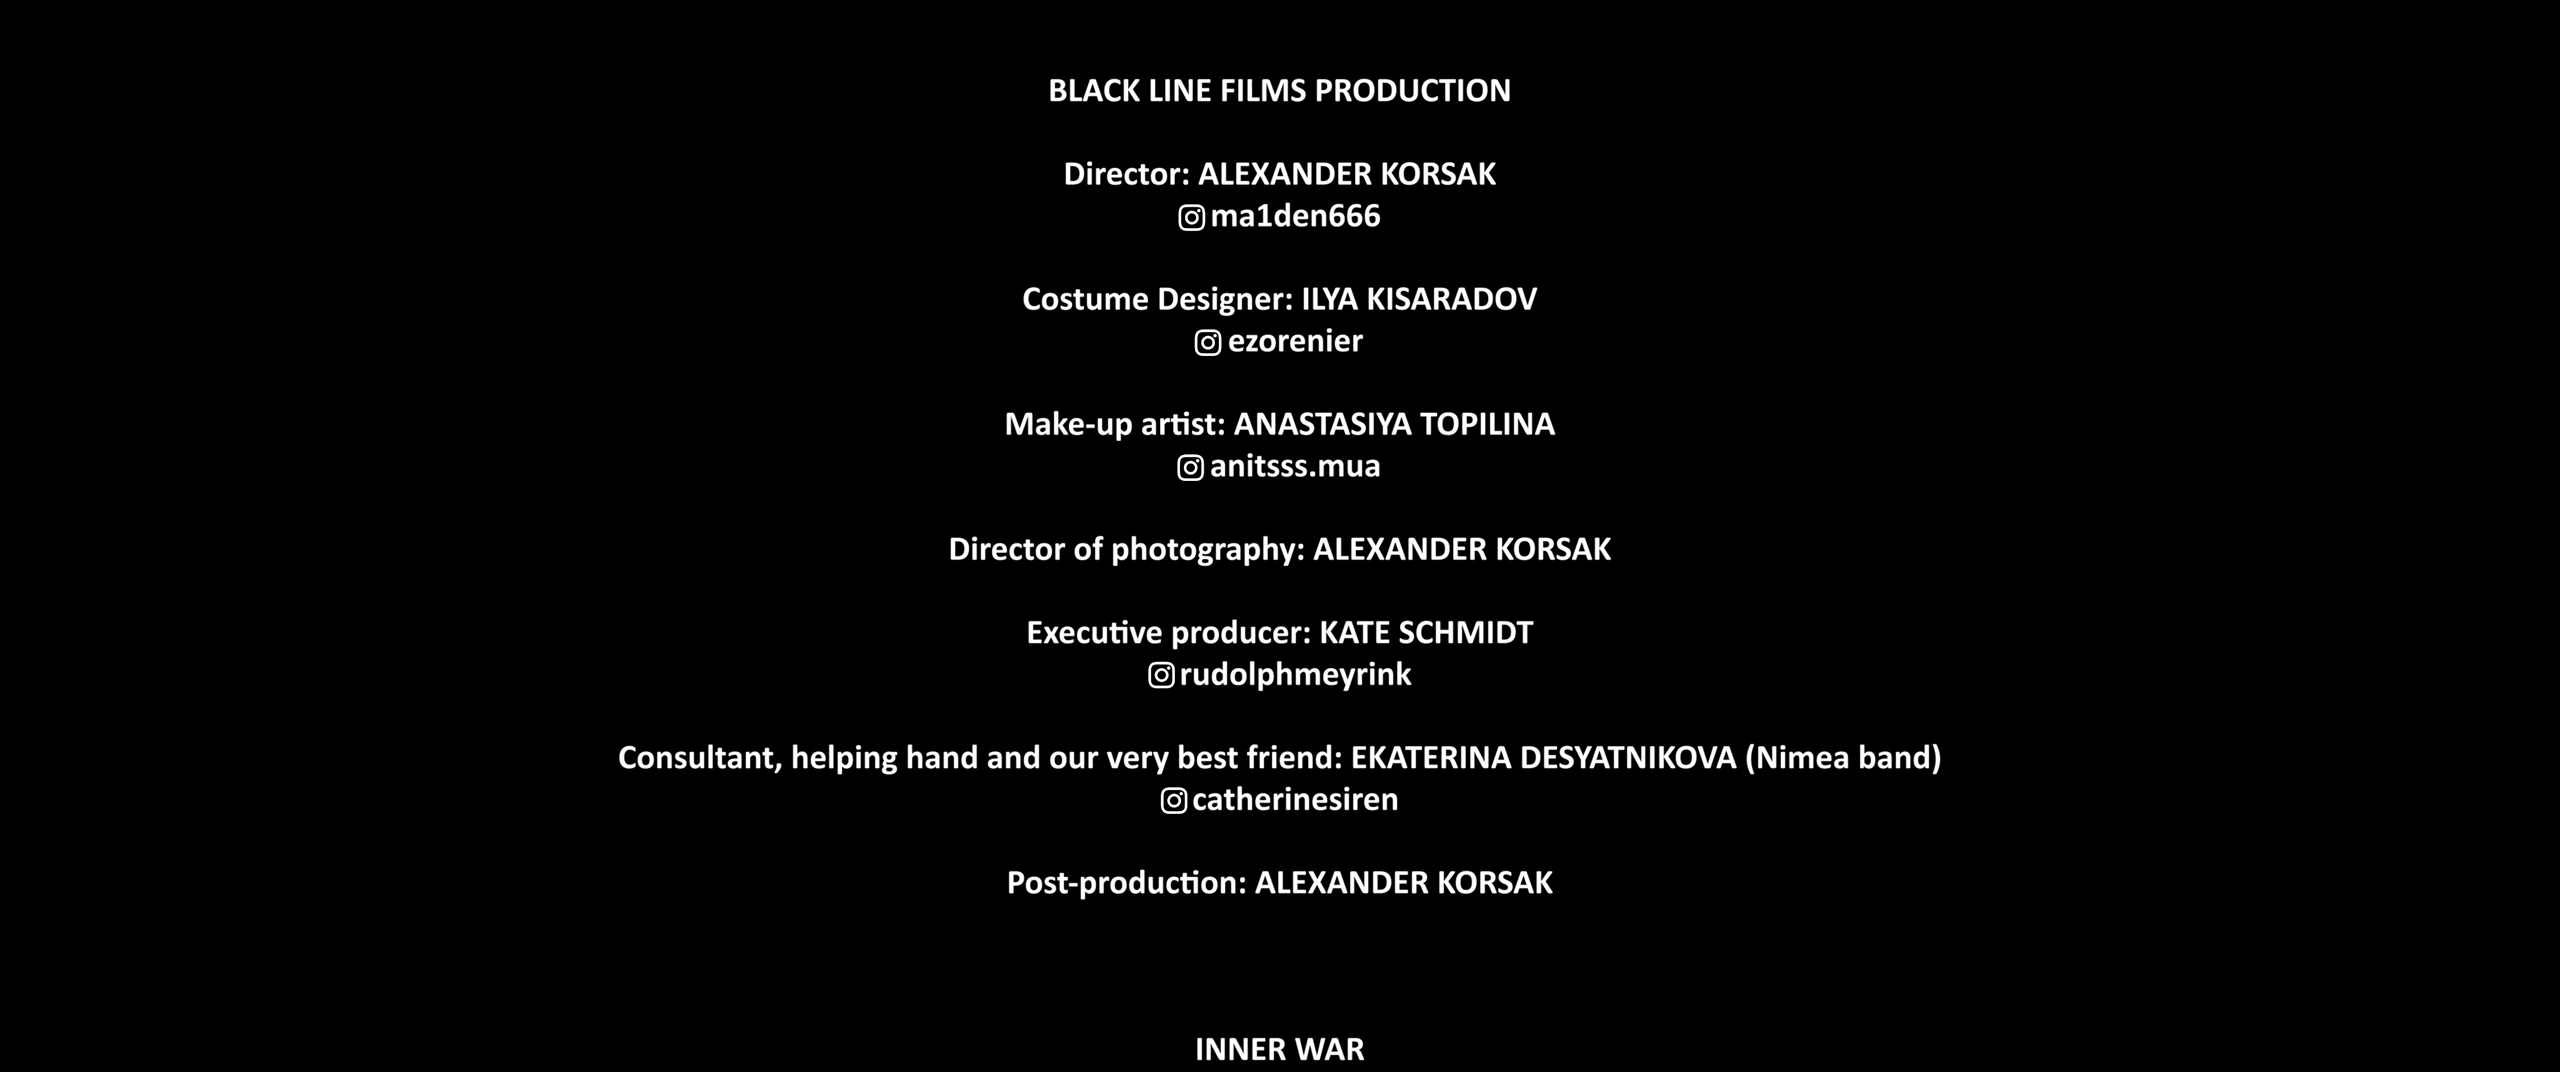 BLACK LINE FILMS PRODUCTION
Director: ALEXANDER KORSAK
ma1den666
Costume Designer: ILYA KISARADOV
ezorenier
Make-up artist: ANASTASIYA TOPILINA
anitsss.mua
Director of photography: ALEXANDER KORSAK
Executive producer: KATE SCHMIDT
rudolphmeyrink
Consultant, helping hand and our very best friend: EKATERINA DESYATNIKOVA (Nimea band)
catherinesiren
Post-production: ALEXANDER KORSAK
INNER WAR